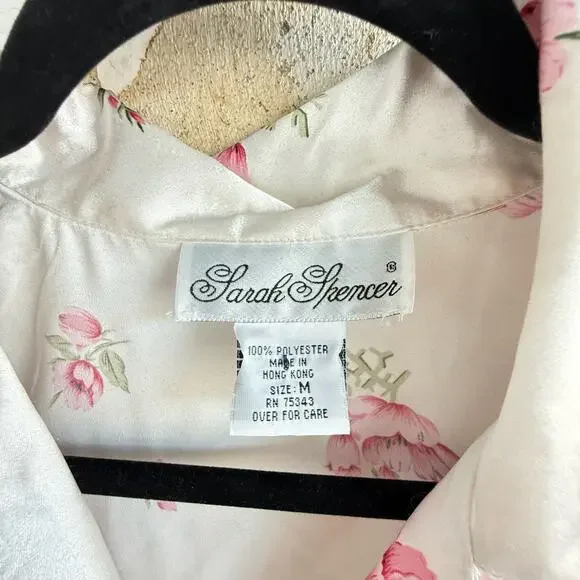 Sarah Spencer ®
100% POLYESTER
MADE IN
HONG KONG
SIZE: M
RN 75343
OVER FOR CARE